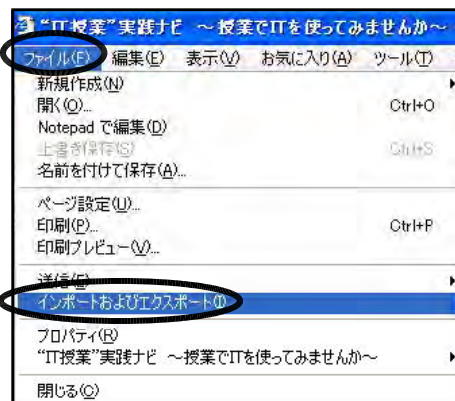 “IT授業”実践ナビ ～授業でITを使ってみませんか～
ファイル(F) 編集(E) 表示(V) お気に入り(A) ツール(T)
新規作成(N)
開く(O)... Ctrl+O
Notepad で編集(D)
上書き保存(S) Ctrl+S
名前を付けて保存(A)...
ページ設定(U)...
印刷(P)... Ctrl+P
印刷プレビュー(V)...
送信(E)
インポートおよびエクスポート(I)
プロパティ(R)
“IT授業”実践ナビ ～授業でITを使ってみませんか～
閉じる(C)